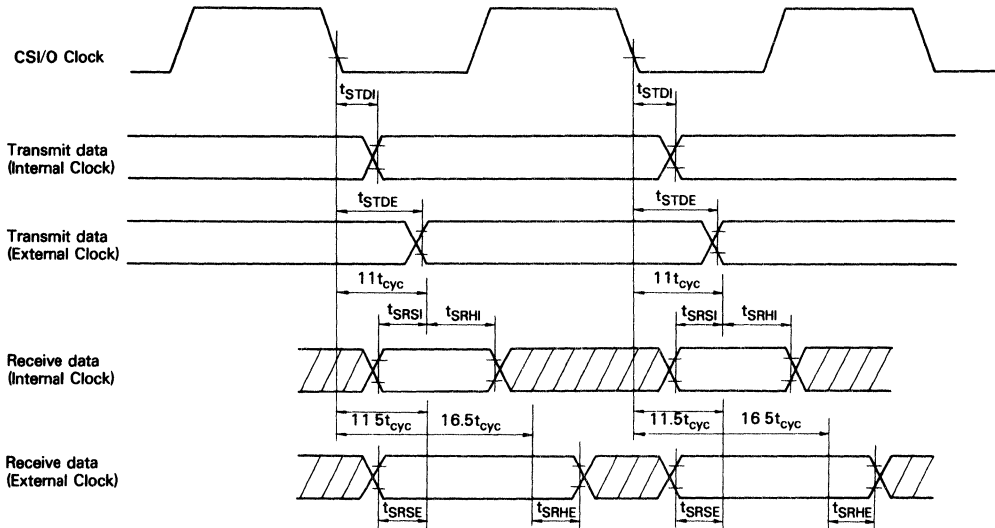 CSI/O Clock
tSTDI tSTDI
Transmit data
(Internal Clock)
tSTDE tSTDE
Transmit data
(External Clock)
11tcyc 11tcyc
tSRSI tSRHI tSRSI tSRHI
Receive data
(Internal Clock)
11 5tcyc 16.5tcyc 11.5tcyc 16 5tcyc
Receive data
(External Clock)
tSRSE tSRHE tSRSE tSRHE